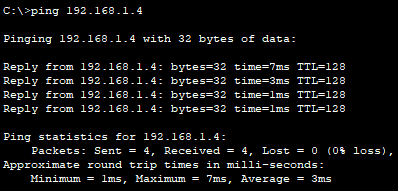 C:\>ping 192.168.1.4
Pinging 192.168.1.4 with 32 bytes of data:
Reply from 192.168.1.4: bytes=32 time=7ms TTL=128
Reply from 192.168.1.4: bytes=32 time=3ms TTL=128
Reply from 192.168.1.4: bytes=32 time=1ms TTL=128
Reply from 192.168.1.4: bytes=32 time=1ms TTL=128
Ping statistics for 192.168.1.4:
    Packets: Sent = 4, Received = 4, Lost = 0 (0% loss),
Approximate round trip times in milli-seconds:
    Minimum = 1ms, Maximum = 7ms, Average = 3ms